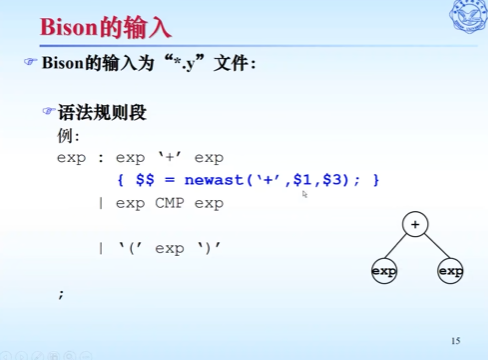 Bison的输入
Bison的输入为“*.y”文件：
语法规则段
例：
exp : exp ‘+’ exp
{ $$ = newast(‘+’,$1,$3); }
| exp CMP exp
| ‘(’ exp ‘)’
;
+
exp
exp
15